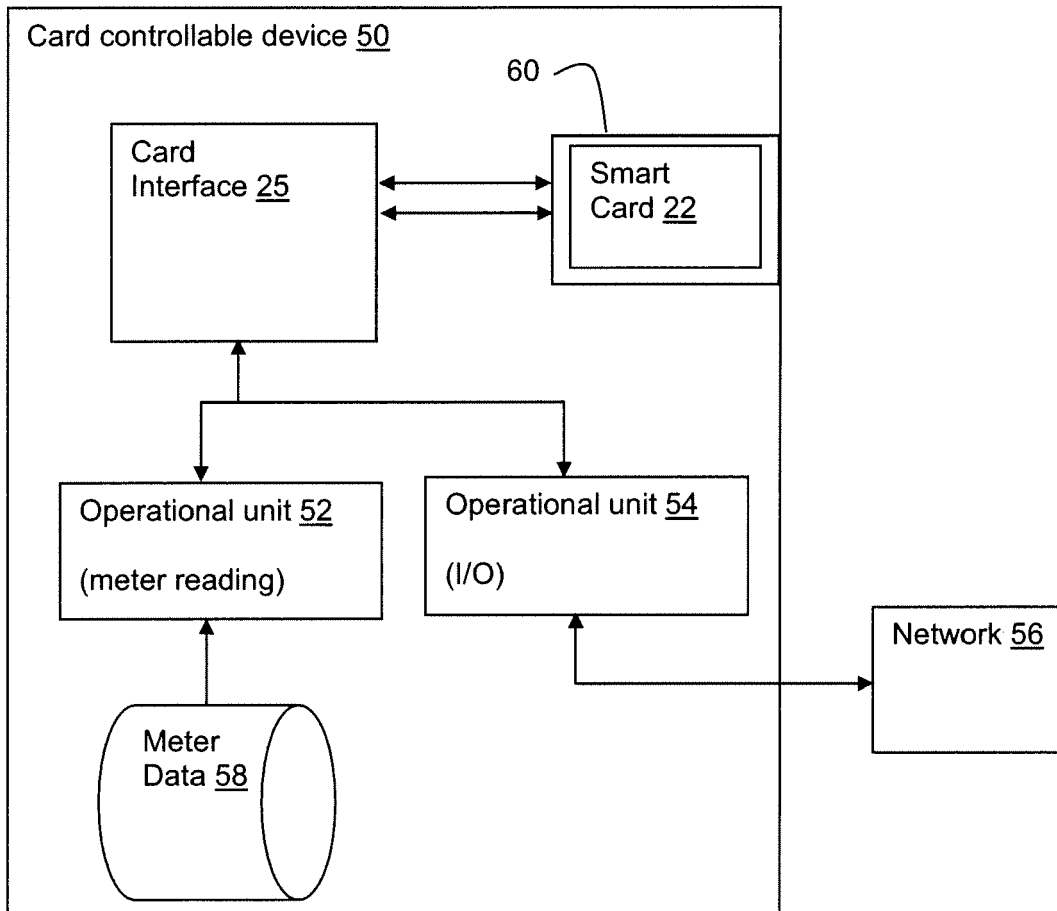 Card controllable device 50
60
Card
Interface 25
Smart
Card 22
Operational unit 52
(meter reading)
Operational unit 54
(I/O)
Network 56
Meter
Data 58